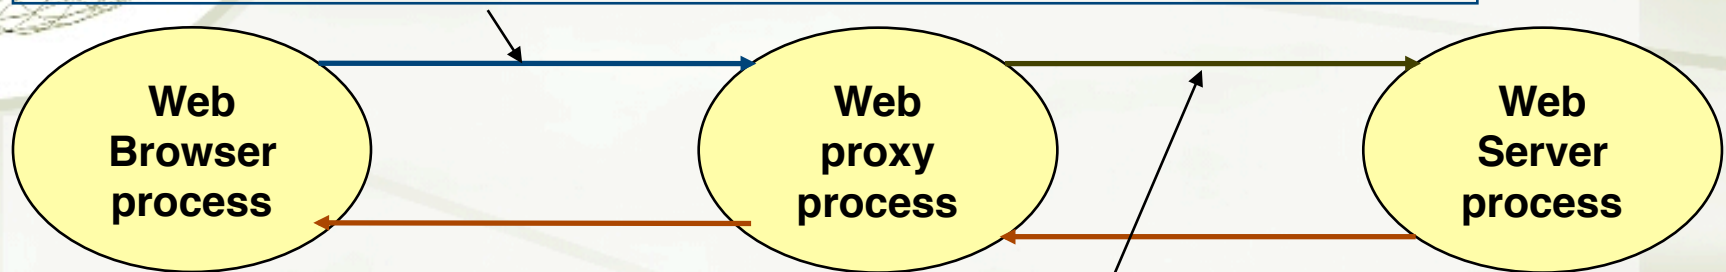 Web
Browser
process
Web
proxy
process
Web
Server
process